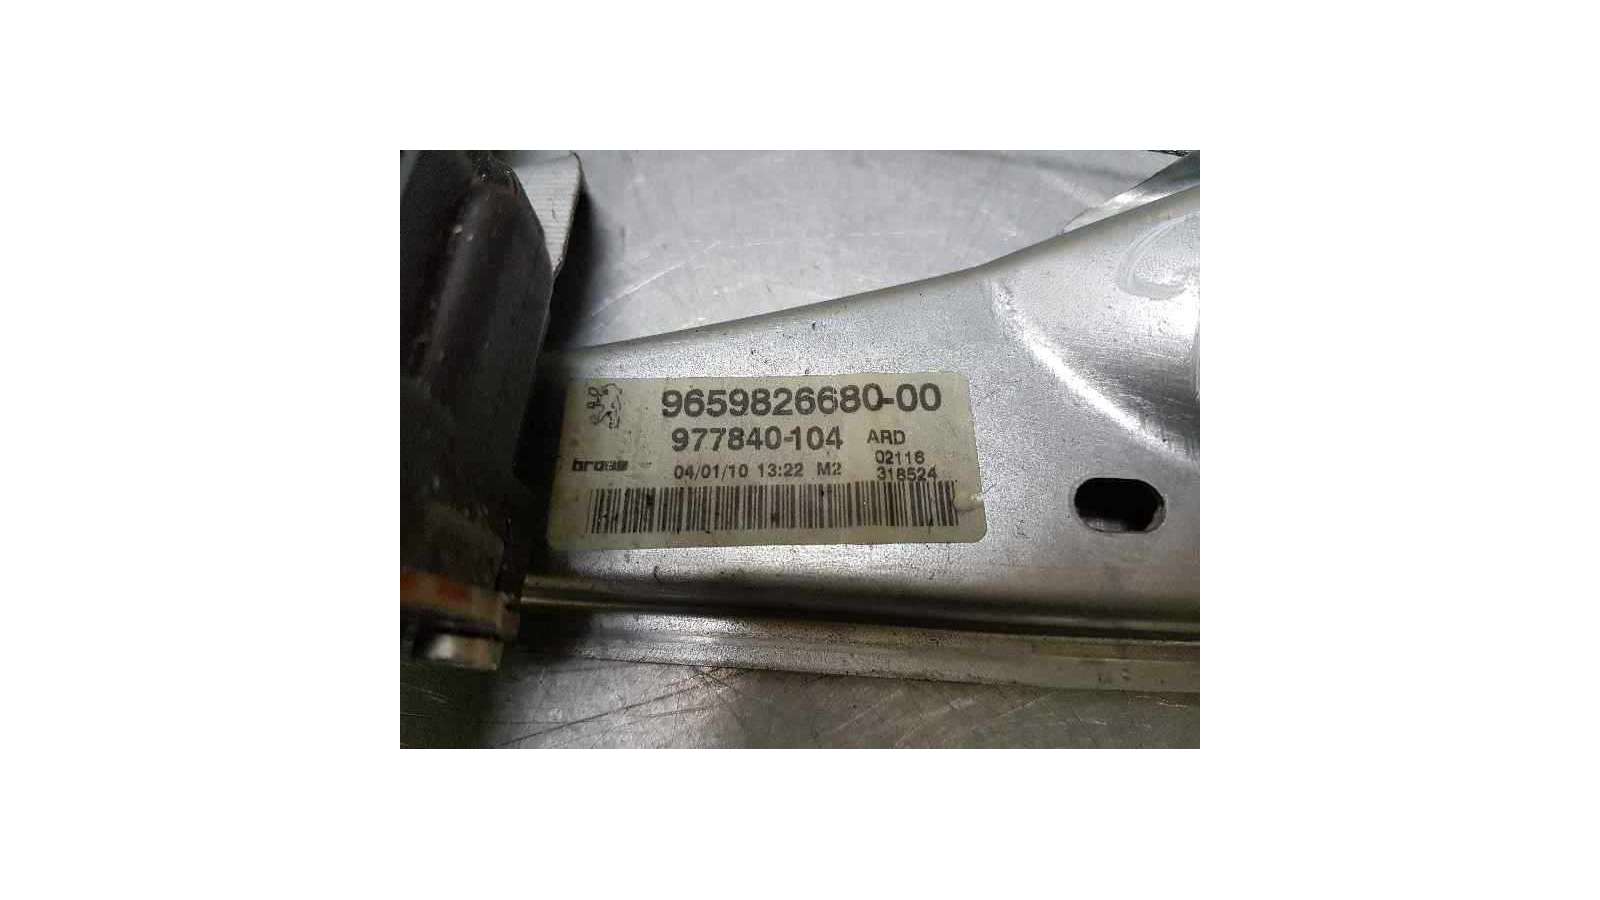 9659826680-00
977840-104 ARD
brose 04/01/10 13:22 M2 02116
318524